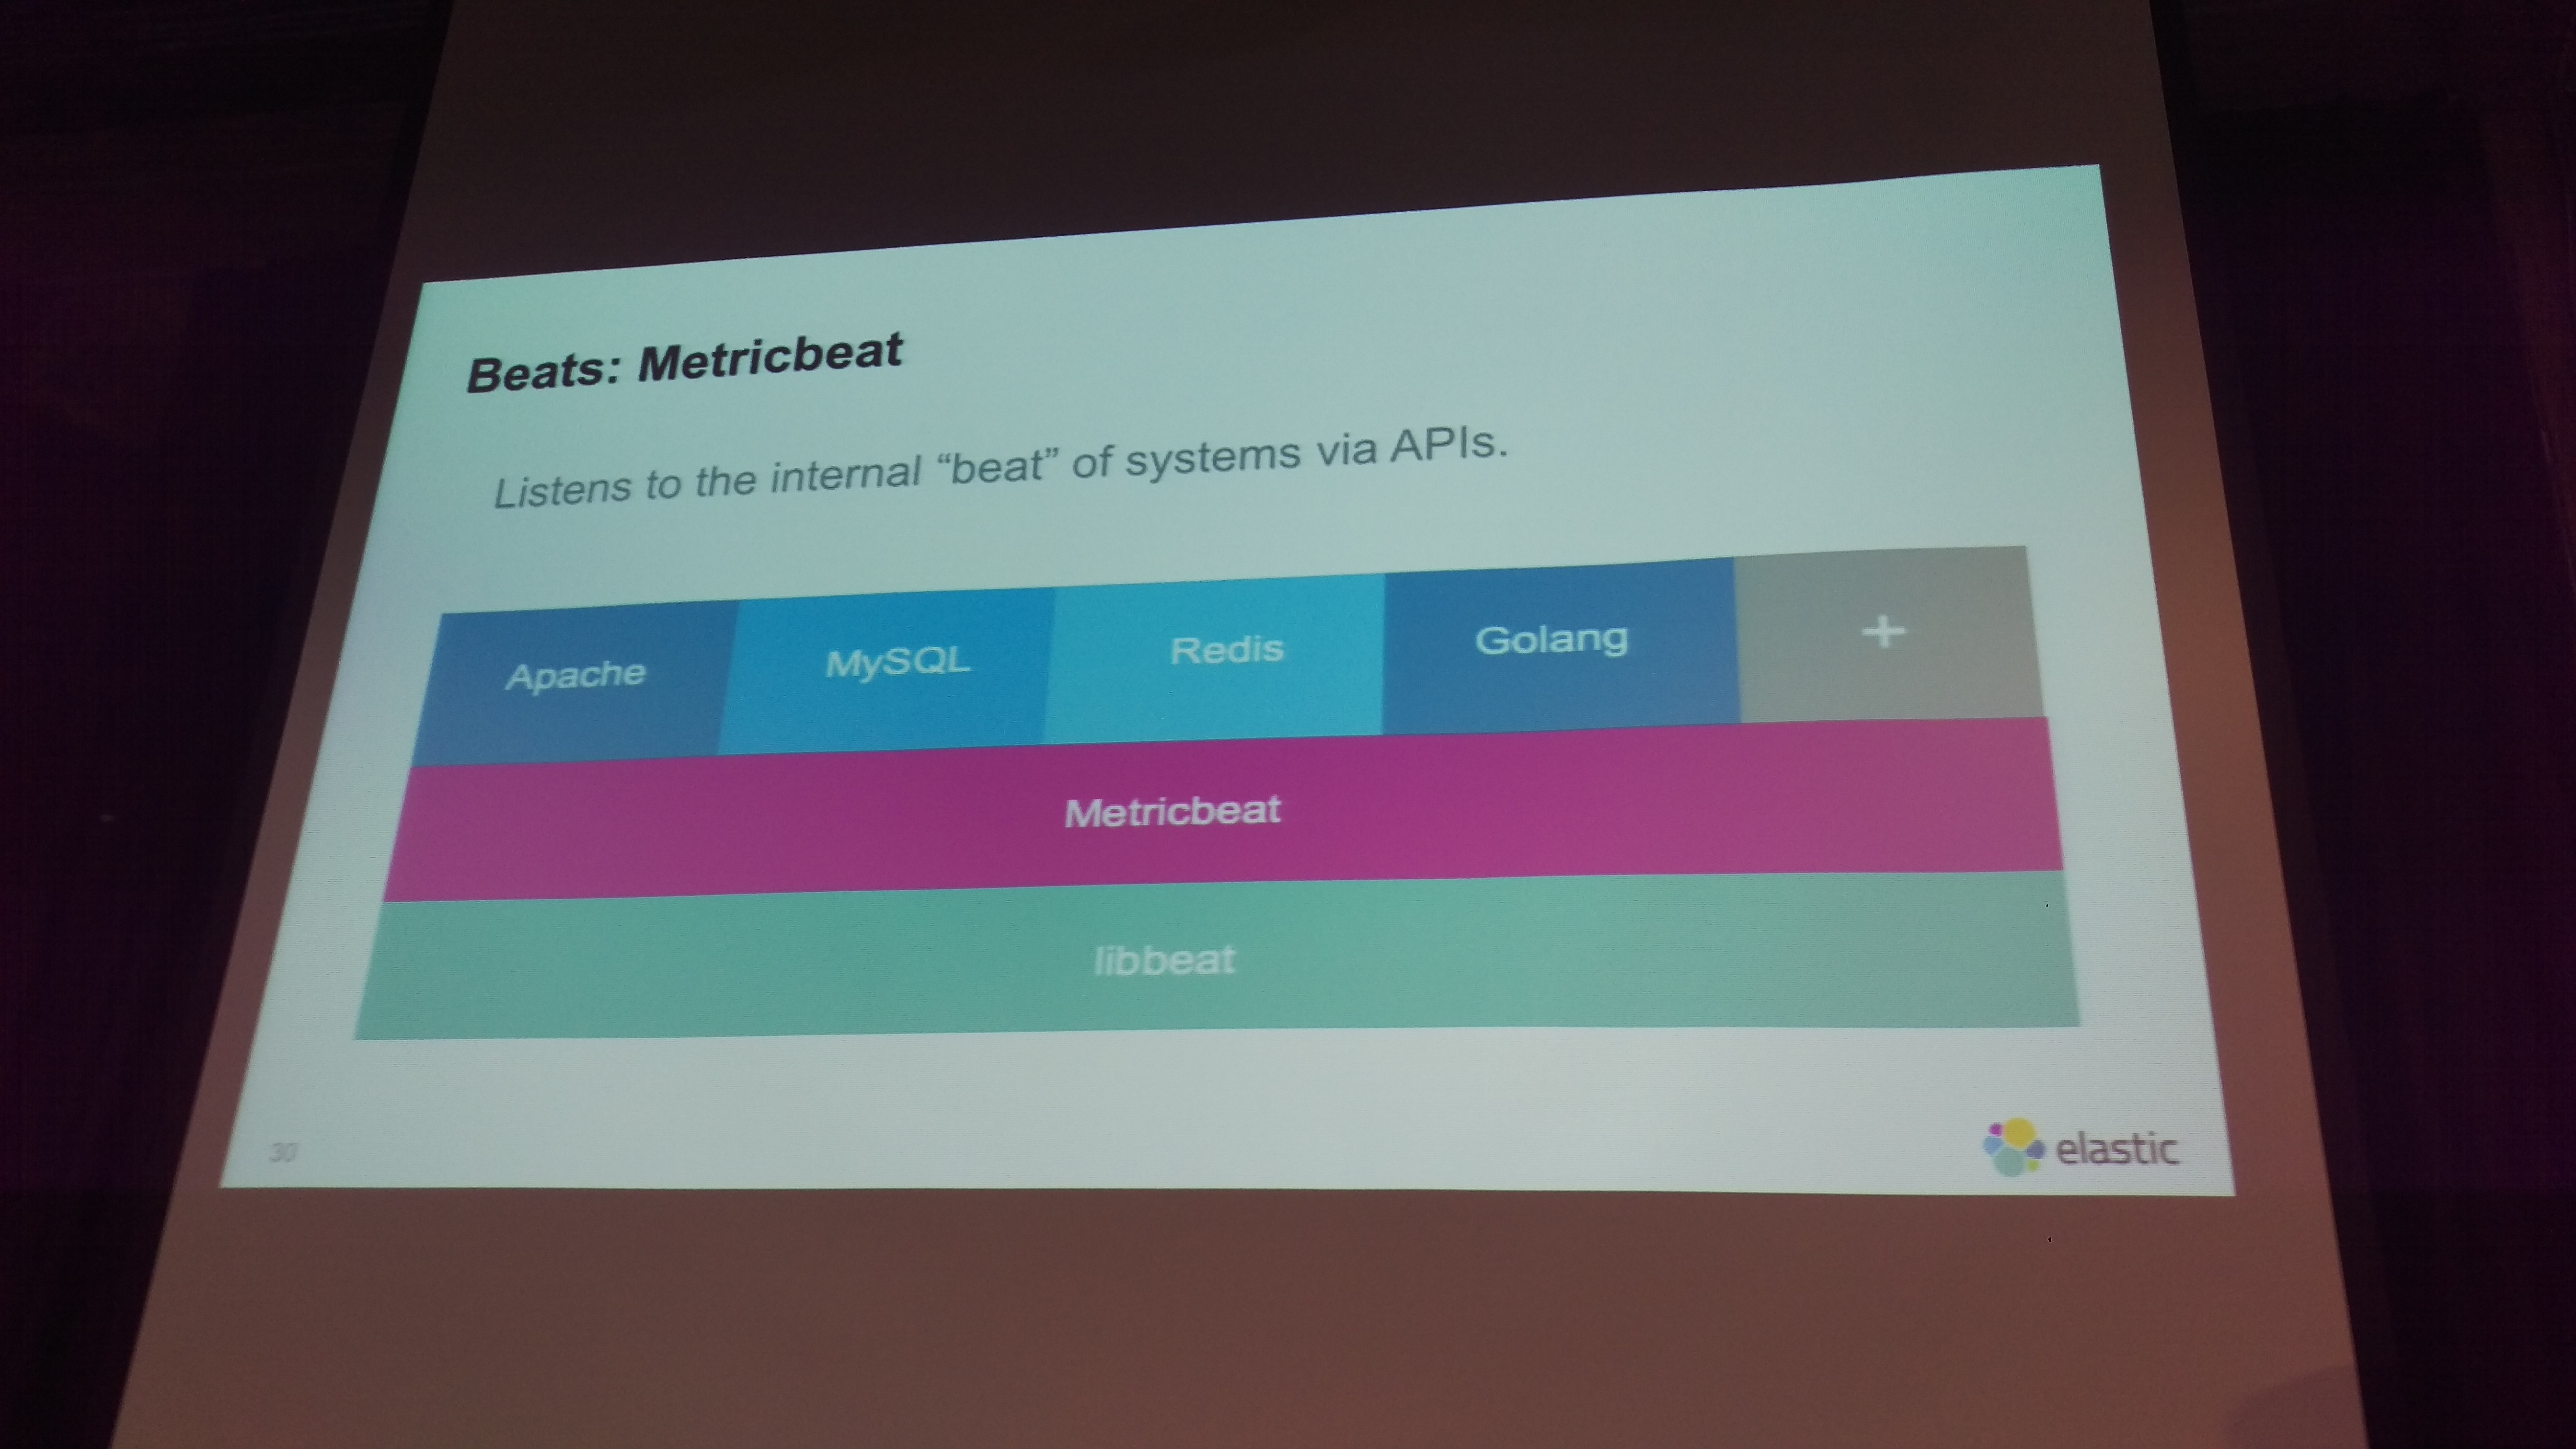 Beats: Metricbeat
Listens to the internal “beat” of systems via APIs.
Apache MySQL Redis Golang +
Metricbeat
libbeat
30
elastic